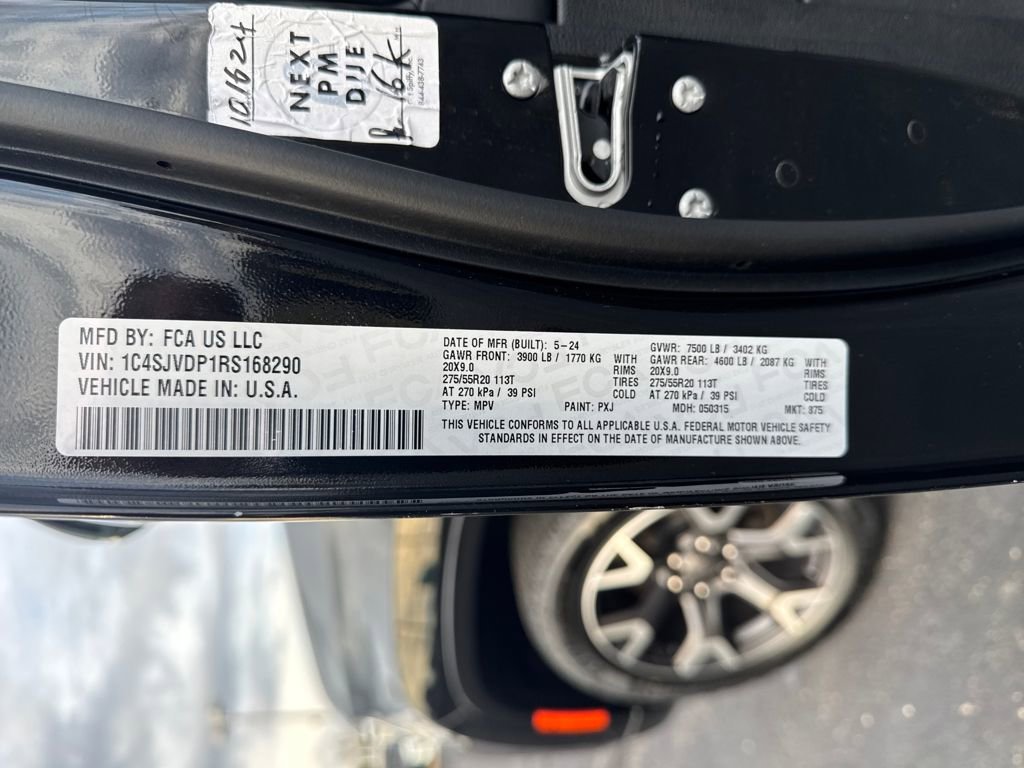 101624
NEXT
PM
DUE
16K
MFD BY: FCA US LLC
VIN: 1C4SJVDP1RS168290
VEHICLE MADE IN: U.S.A.
DATE OF MFR (BUILT): 5-24 GVWR: 7500 LB / 3402 KG
GAWR FRONT: 3900 LB / 1770 KG WITH GAWR REAR: 4600 LB / 2087 KG WITH
20X9.0 RIMS 20X9.0 RIMS
275/55R20 113T TIRES 275/55R20 113T TIRES
AT 270 kPa / 39 PSI COLD AT 270 kPa / 39 PSI COLD
TYPE: MPV PAINT: PXJ MDH: 050315 MKT: 875
THIS VEHICLE CONFORMS TO ALL APPLICABLE U.S.A. FEDERAL MOTOR VEHICLE SAFETY
STANDARDS IN EFFECT ON THE DATE OF MANUFACTURE SHOWN ABOVE.